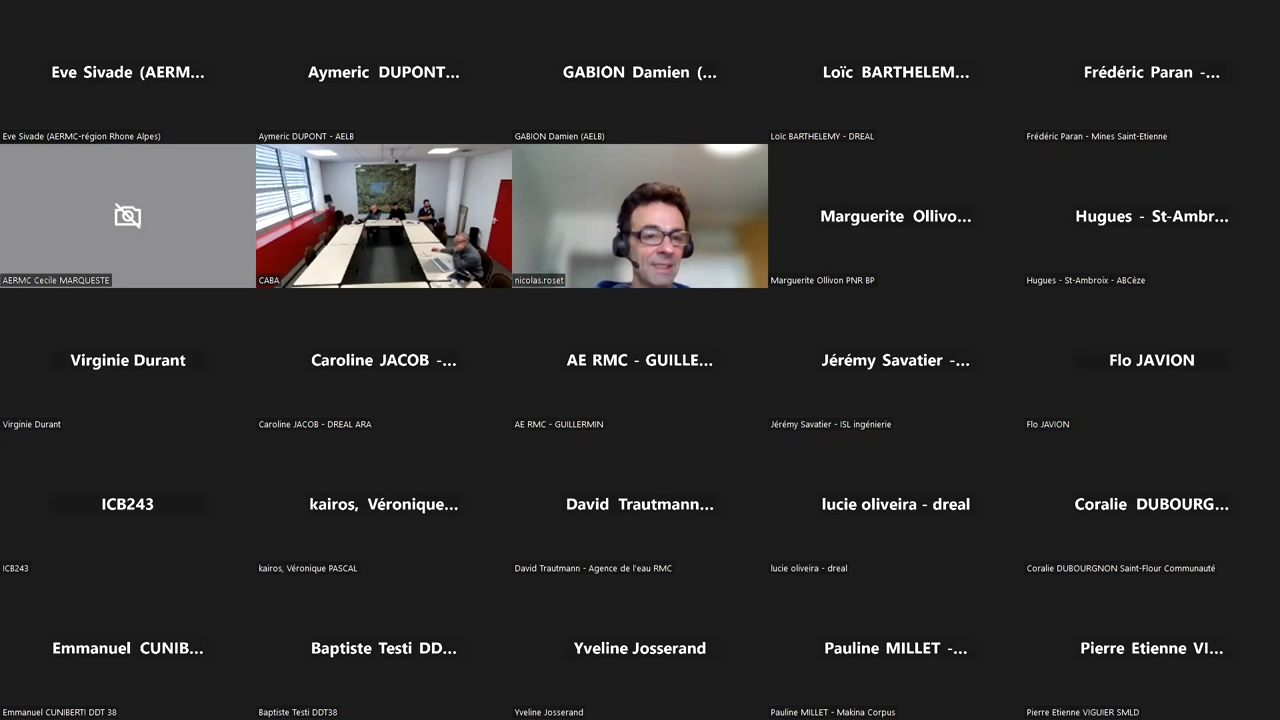 Eve Sivade (AERM...
Aymeric DUPONT...
GABION Damien (...
Loïc BARTHELEM...
Frédéric Paran -...
Eve Sivade (AERMC-région Rhone Alpes)
Aymeric DUPONT - AELB
GABION Damien (AELB)
Loïc BARTHELEMY - DREAL
Frédéric Paran - Mines Saint-Etienne
Marguerite Ollivo...
Hugues - St-Ambr...
AERMC Cecile MARQUESTE
CABA
nicolas.roset
Marguerite Ollivon PNR BP
Hugues - St-Ambroix - ABCèze
Virginie Durant
Caroline JACOB -...
AE RMC - GUILLE...
Jérémy Savatier -...
Flo JAVION
Virginie Durant
Caroline JACOB - DREAL ARA
AE RMC - GUILLERMIN
Jérémy Savatier - ISL ingénierie
Flo JAVION
ICB243
kairos, Véronique...
David Trautmann...
lucie oliveira - dreal
Coralie DUBOURG...
ICB243
kairos, Véronique PASCAL
David Trautmann - Agence de l'eau RMC
lucie oliveira - dreal
Coralie DUBOURGNON Saint-Flour Communauté
Emmanuel CUNIB...
Baptiste Testi DD...
Yveline Josserand
Pauline MILLET -...
Pierre Etienne VI...
Emmanuel CUNIBERTI DDT 38
Baptiste Testi DDT38
Yveline Josserand
Pauline MILLET - Makina Corpus
Pierre Etienne VIGUIER SMLD